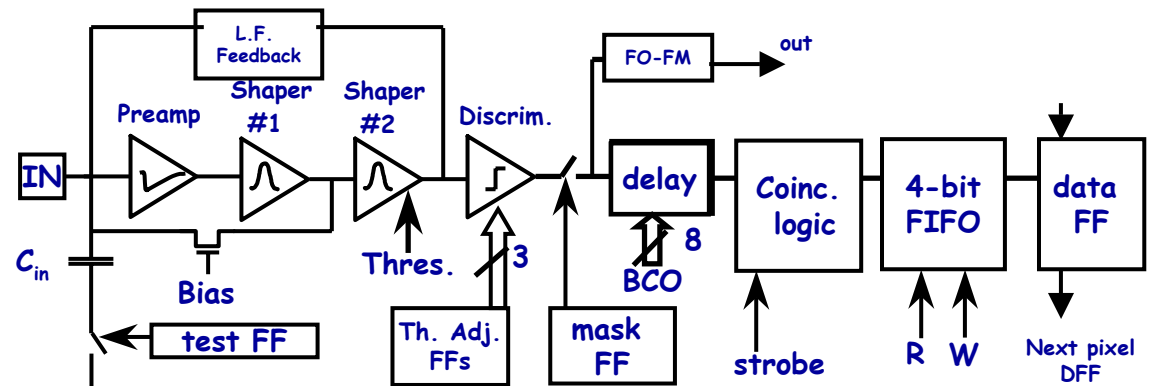 L.F.
Feedback
FO-FM
out
Preamp
Shaper
#1
Shaper
#2
Discrim.
IN
delay
Coinc.
logic
4-bit
FIFO
data
FF
C_in
Bias
Thres.
3
8
BCO
test FF
Th. Adj.
FFs
mask
FF
strobe
R W
Next pixel
DFF